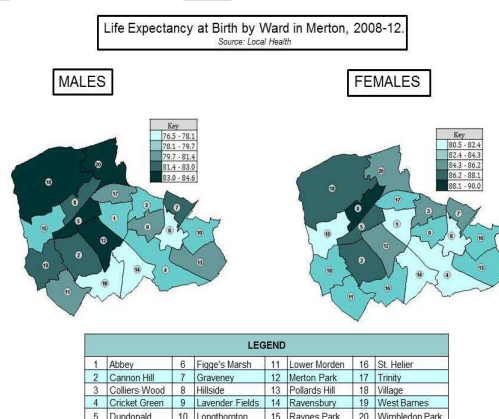 Life Expectancy at Birth by Ward in Merton, 2008-12.
Source: Local Health
MALES
FEMALES
Key
76.5 - 78.1
78.1 - 79.7
79.7 - 81.4
81.4 - 83.0
83.0 - 84.6
Key
80.5 - 82.4
82.4 - 84.3
84.3 - 86.2
86.2 - 88.1
88.1 - 90.0
LEGEND
1 Abbey 6 Figge's Marsh 11 Lower Morden 16 St. Helier
2 Cannon Hill 7 Graveney 12 Merton Park 17 Trinity
3 Colliers Wood 8 Hillside 13 Pollards Hill 18 Village
4 Cricket Green 9 Lavender Fields 14 Ravensbury 19 West Barnes
5 Dundonald 10 Longthornton 15 Raynes Park 20 Wimbledon Park